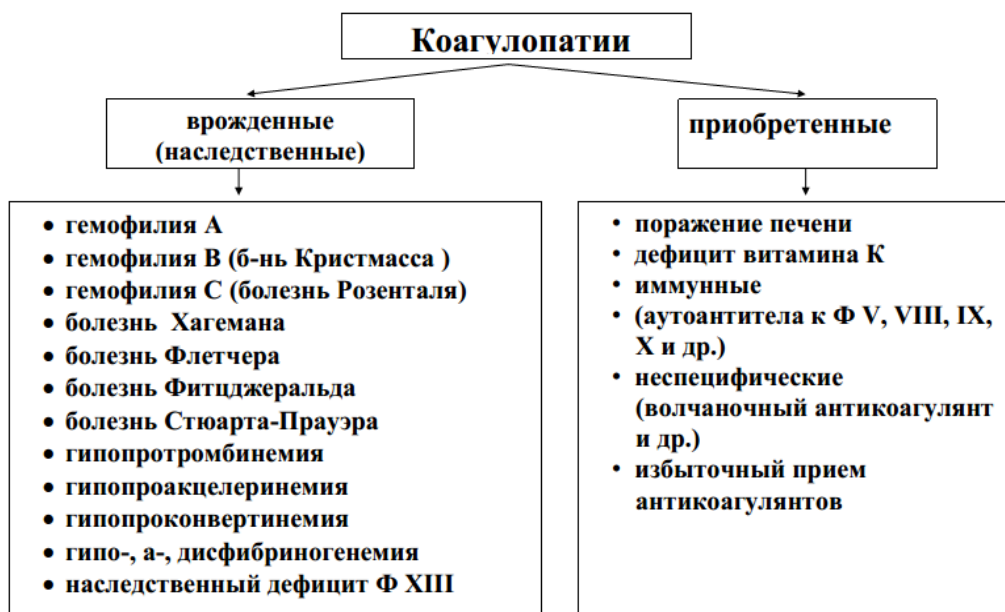 Коагулопатии
врожденные
(наследственные)
приобретенные
• гемофилия А
• гемофилия В (б-нь Кристмасса )
• гемофилия С (болезнь Розенталя)
• болезнь Хагемана
• болезнь Флетчера
• болезнь Фитцджеральда
• болезнь Стюарта-Прауэра
• гипопротромбинемия
• гипопроакцелеринемия
• гипопроконвертинемия
• гипо-, а-, дисфибриногенемия
• наследственный дефицит Ф XIII
• поражение печени
• дефицит витамина К
• иммунные
• (аутоантитела к Ф V, VIII, IX,
X и др.)
• неспецифические
(волчаночный антикоагулянт
и др.)
• избыточный прием
антикоагулянтов